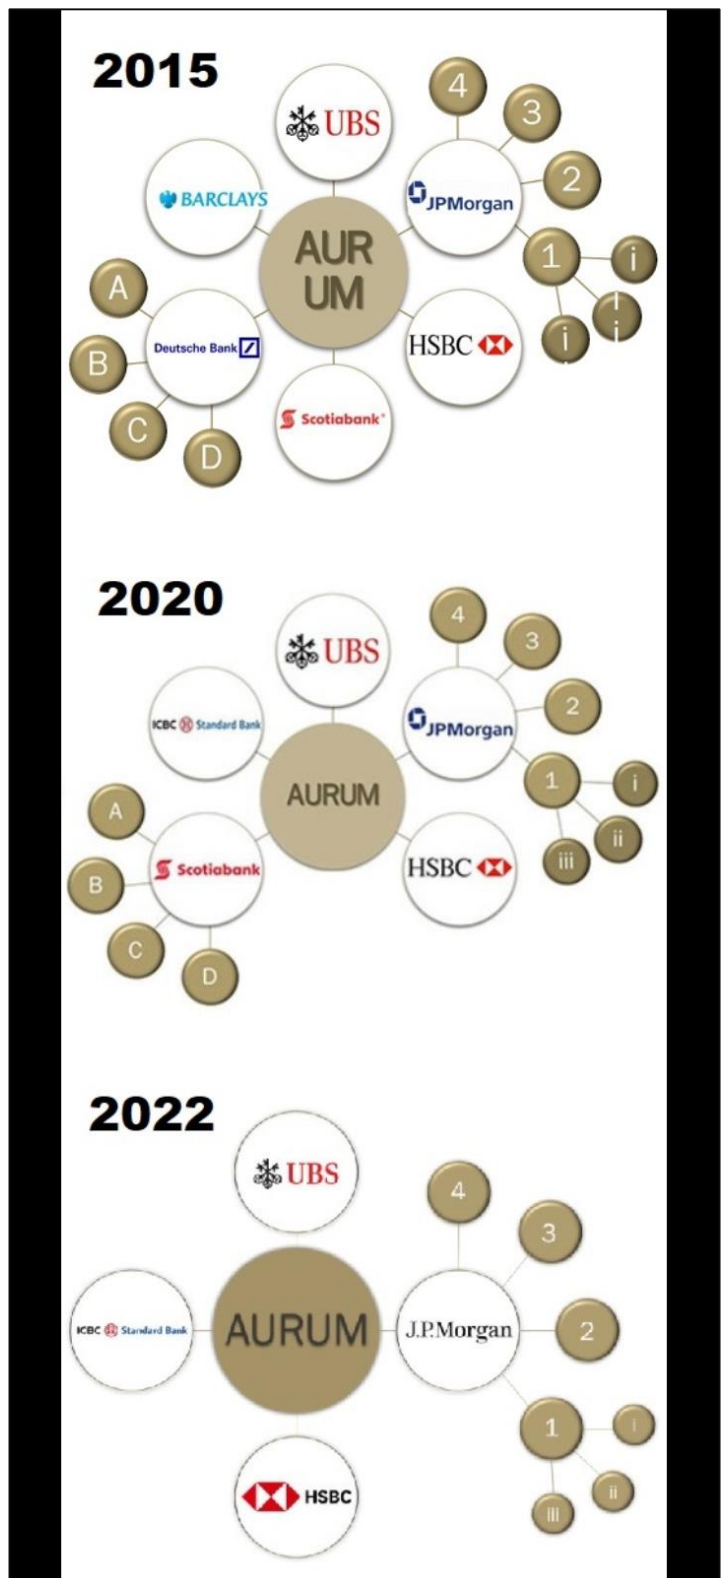 2015
UBS
4
3
BARCLAYS
JPMorgan
2
AUR
UM
1
i
A
i
i
i
Deutsche Bank
HSBC
B
Scotiabank
C
D
2020
UBS
4
3
ICBC Standard Bank
JPMorgan
2
AURUM
1
i
A
ii
iii
Scotiabank
HSBC
B
C
D
2022
UBS
4
3
ICBC Standard Bank
AURUM
J.P.Morgan
2
1
i
ii
iii
HSBC